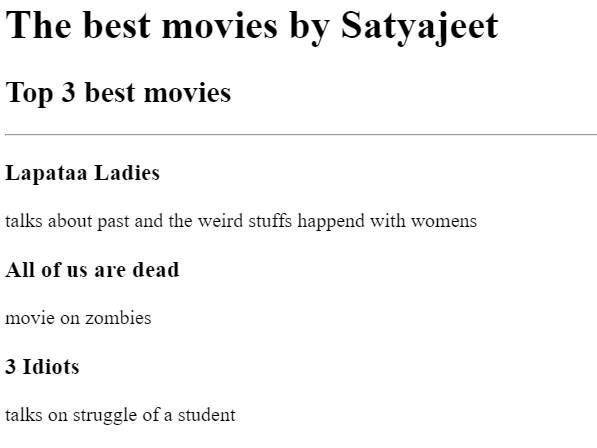 The best movies by Satyajeet
Top 3 best movies
Lapataa Ladies
talks about past and the weird stuffs happend with womens
All of us are dead
movie on zombies
3 Idiots
talks on struggle of a student